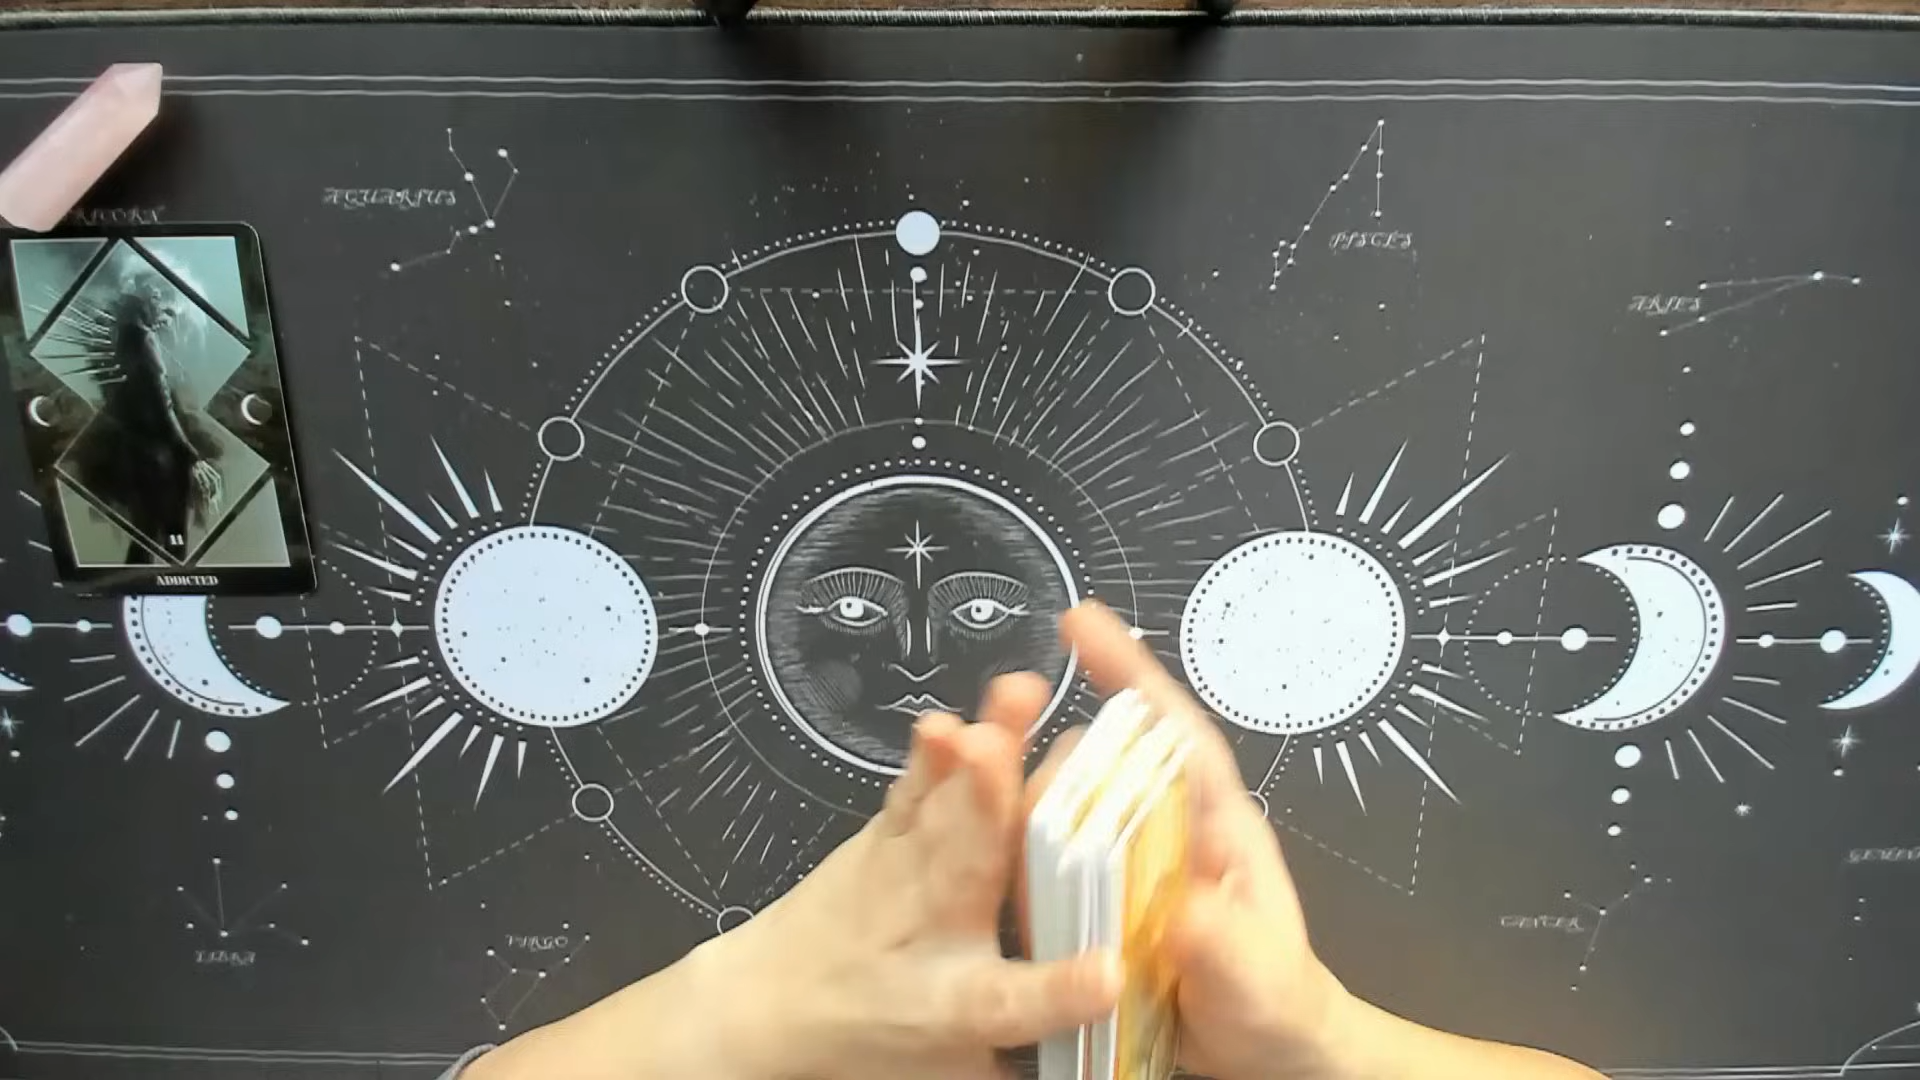 AQUARIUS
PISCES
ARIES
11
ADDICTED
LIBRA
VIRGO
CANCER